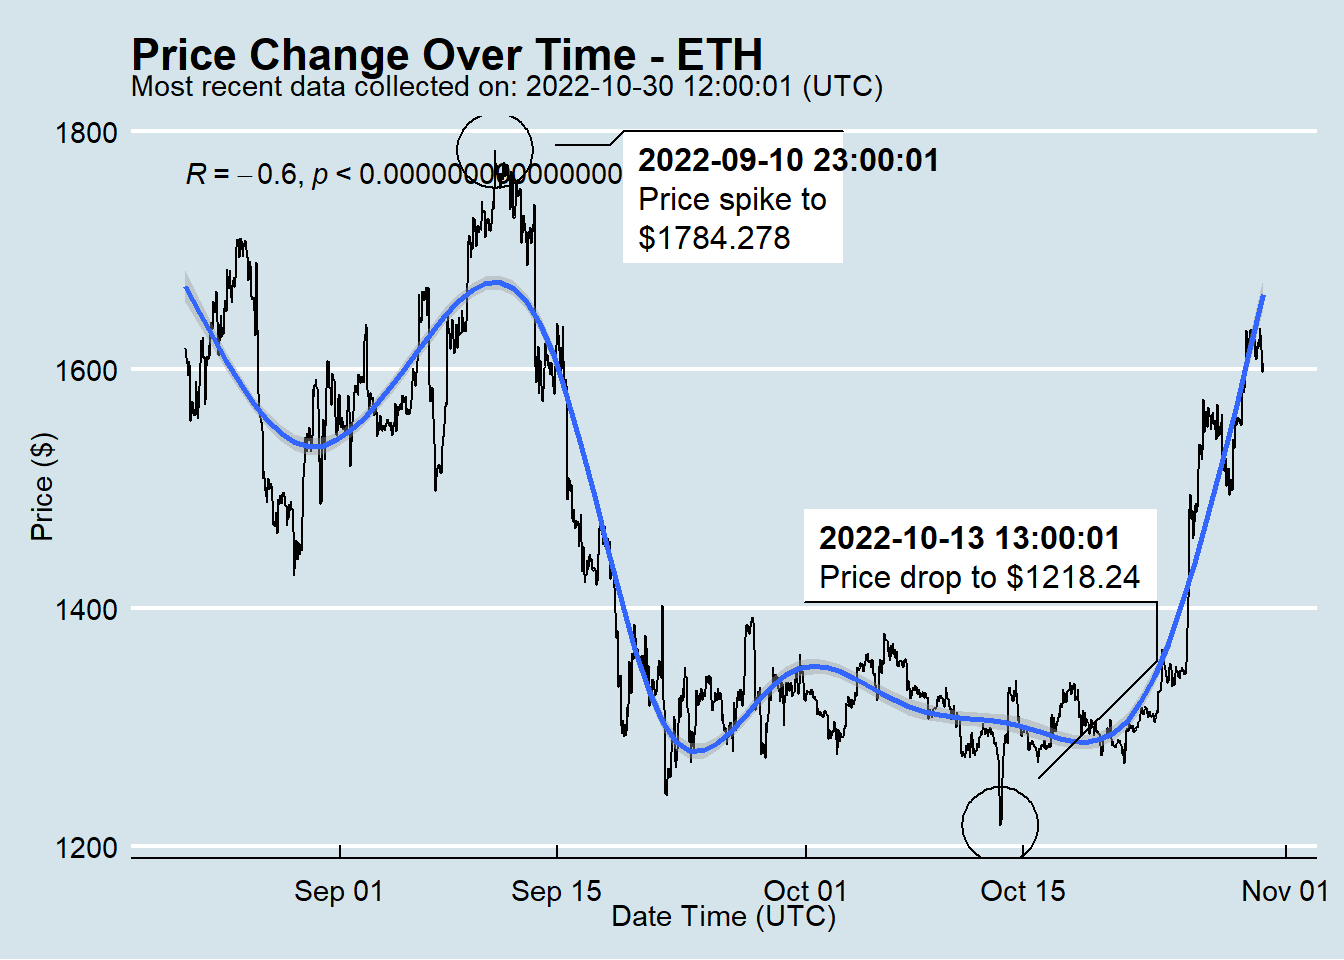 Price Change Over Time - ETH
Most recent data collected on: 2022-10-30 12:00:01 (UTC)
1800
R = −0.6, p < 0.0000000000000000
2022-09-10 23:00:01
Price spike to
$1784.278
1600
Price ($)
2022-10-13 13:00:01
Price drop to $1218.24
1400
1200
Sep 01
Sep 15
Oct 01
Oct 15
Nov 01
Date Time (UTC)